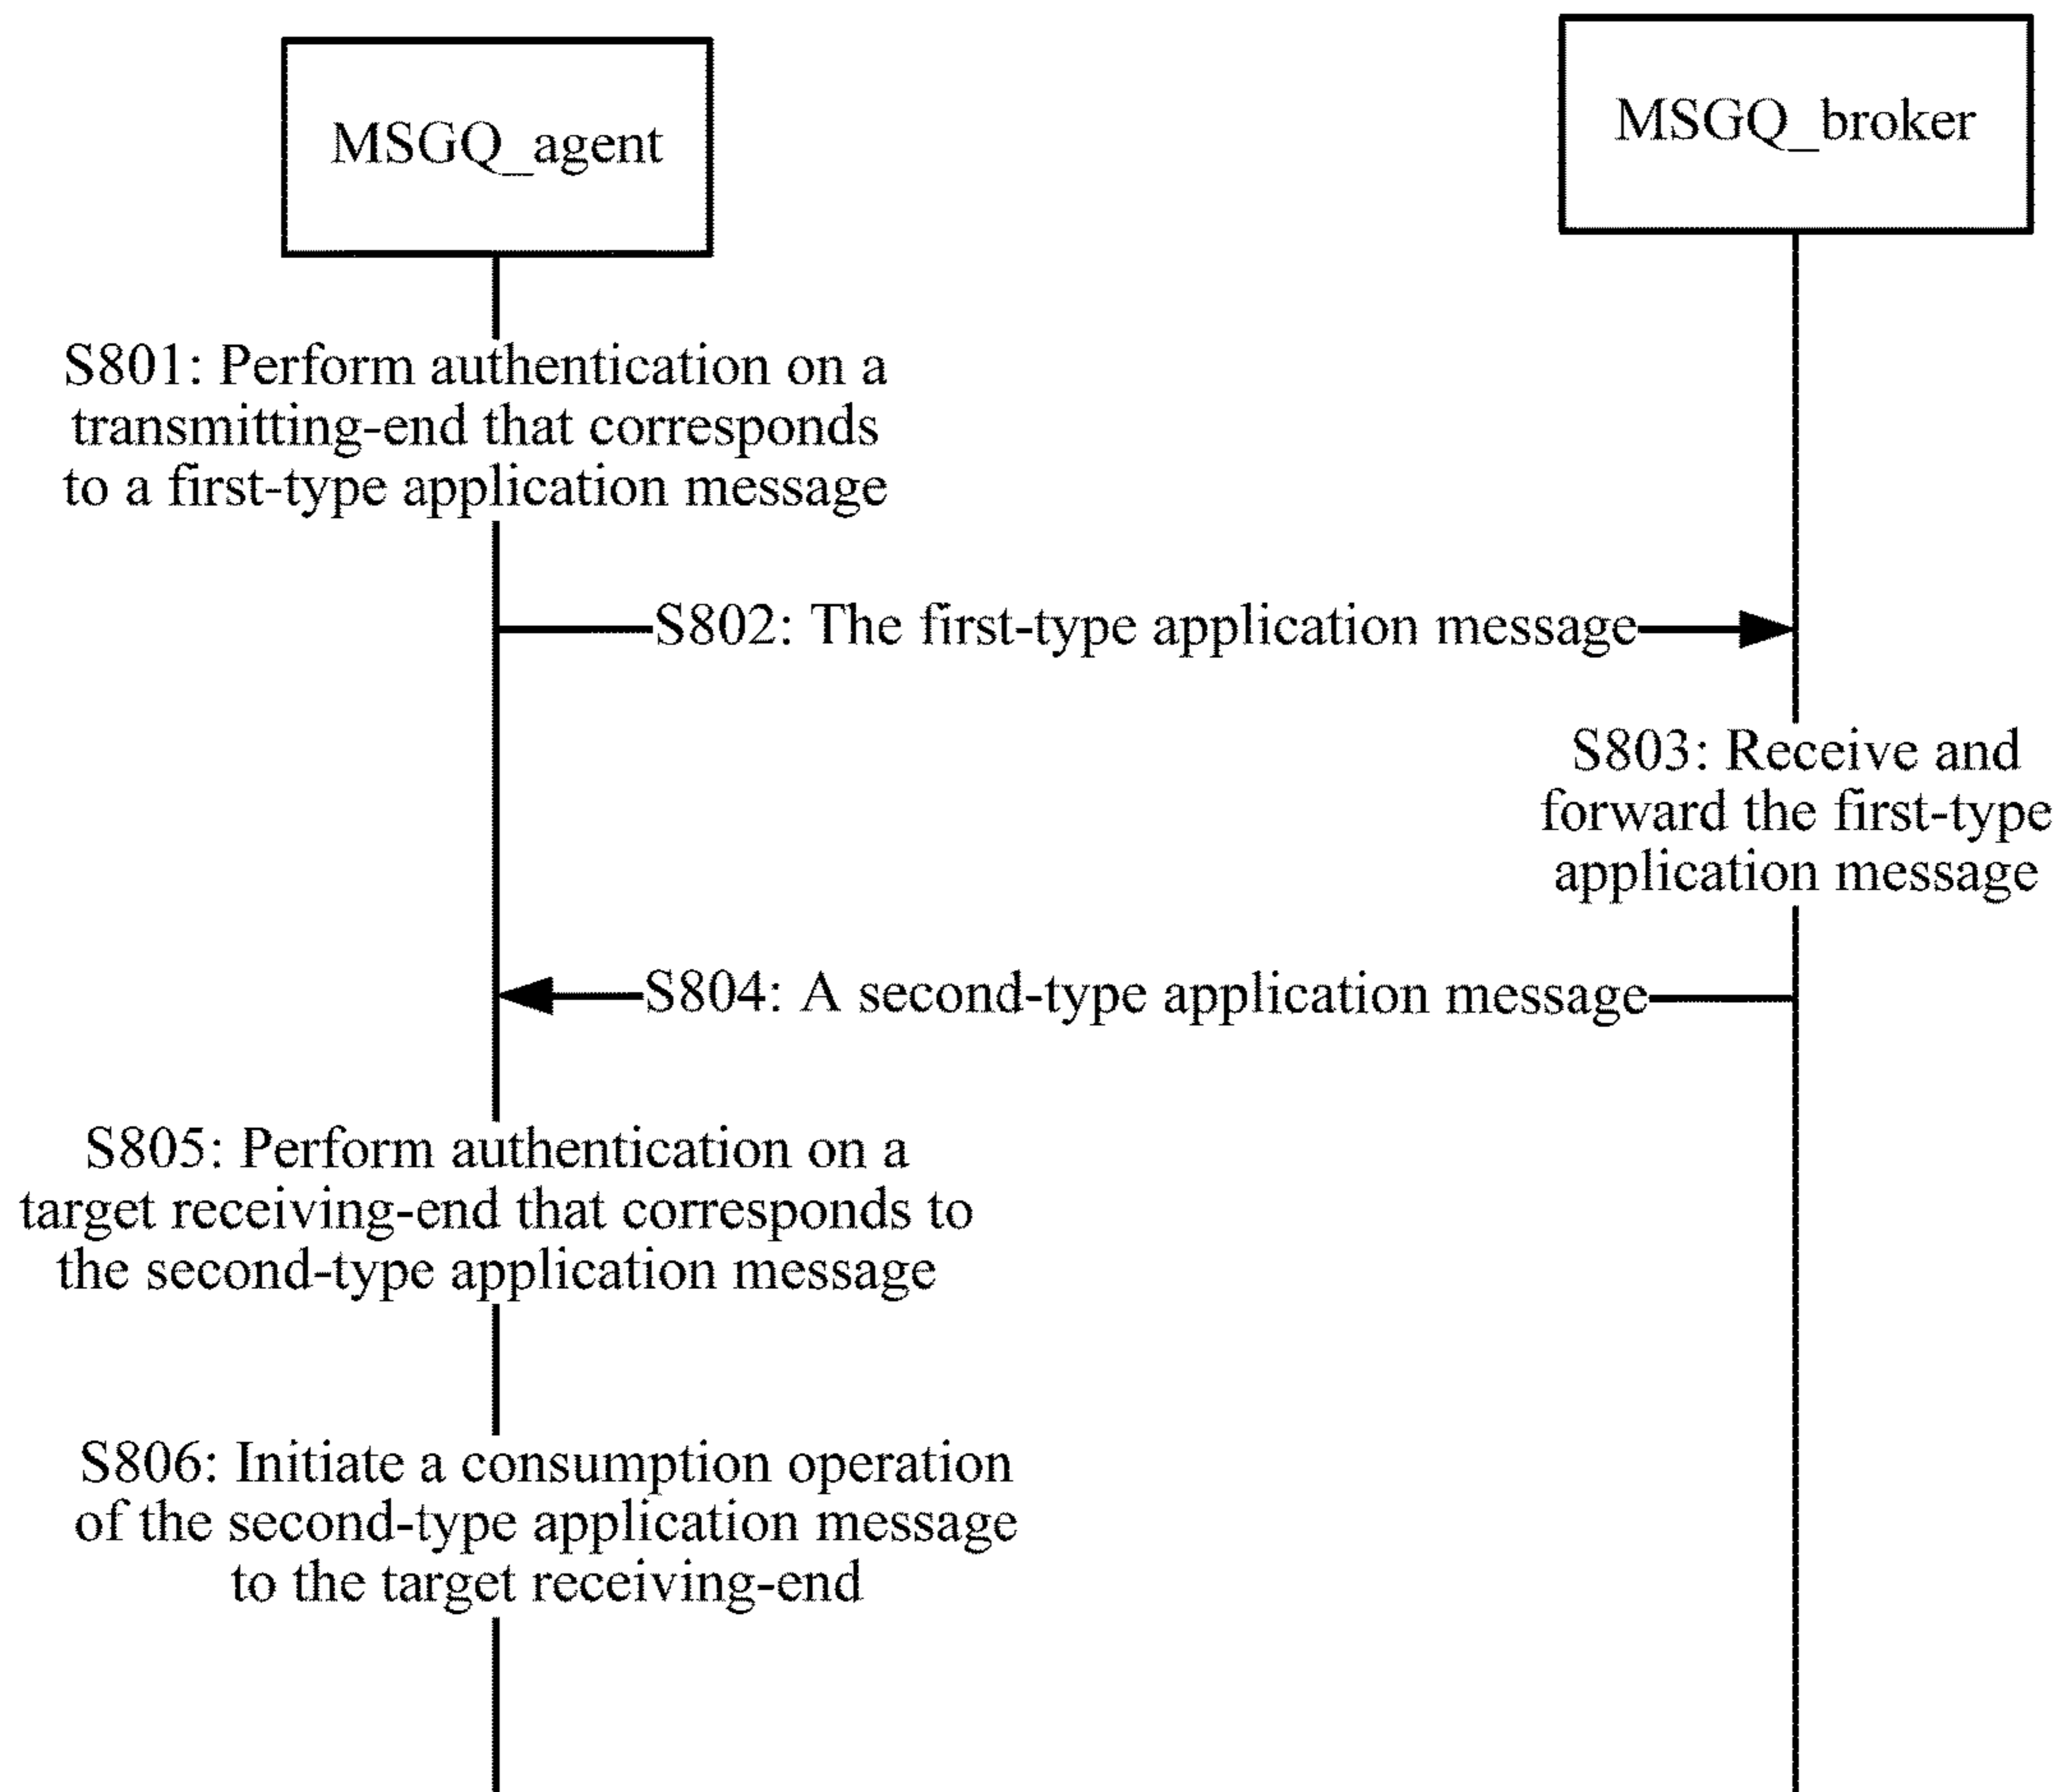 MSGQ_agent
MSGQ_broker
S801: Perform authentication on a
transmitting-end that corresponds
to a first-type application message
S802: The first-type application message
S803: Receive and
forward the first-type
application message
S804: A second-type application message
S805: Perform authentication on a
target receiving-end that corresponds to
the second-type application message
S806: Initiate a consumption operation
of the second-type application message
to the target receiving-end